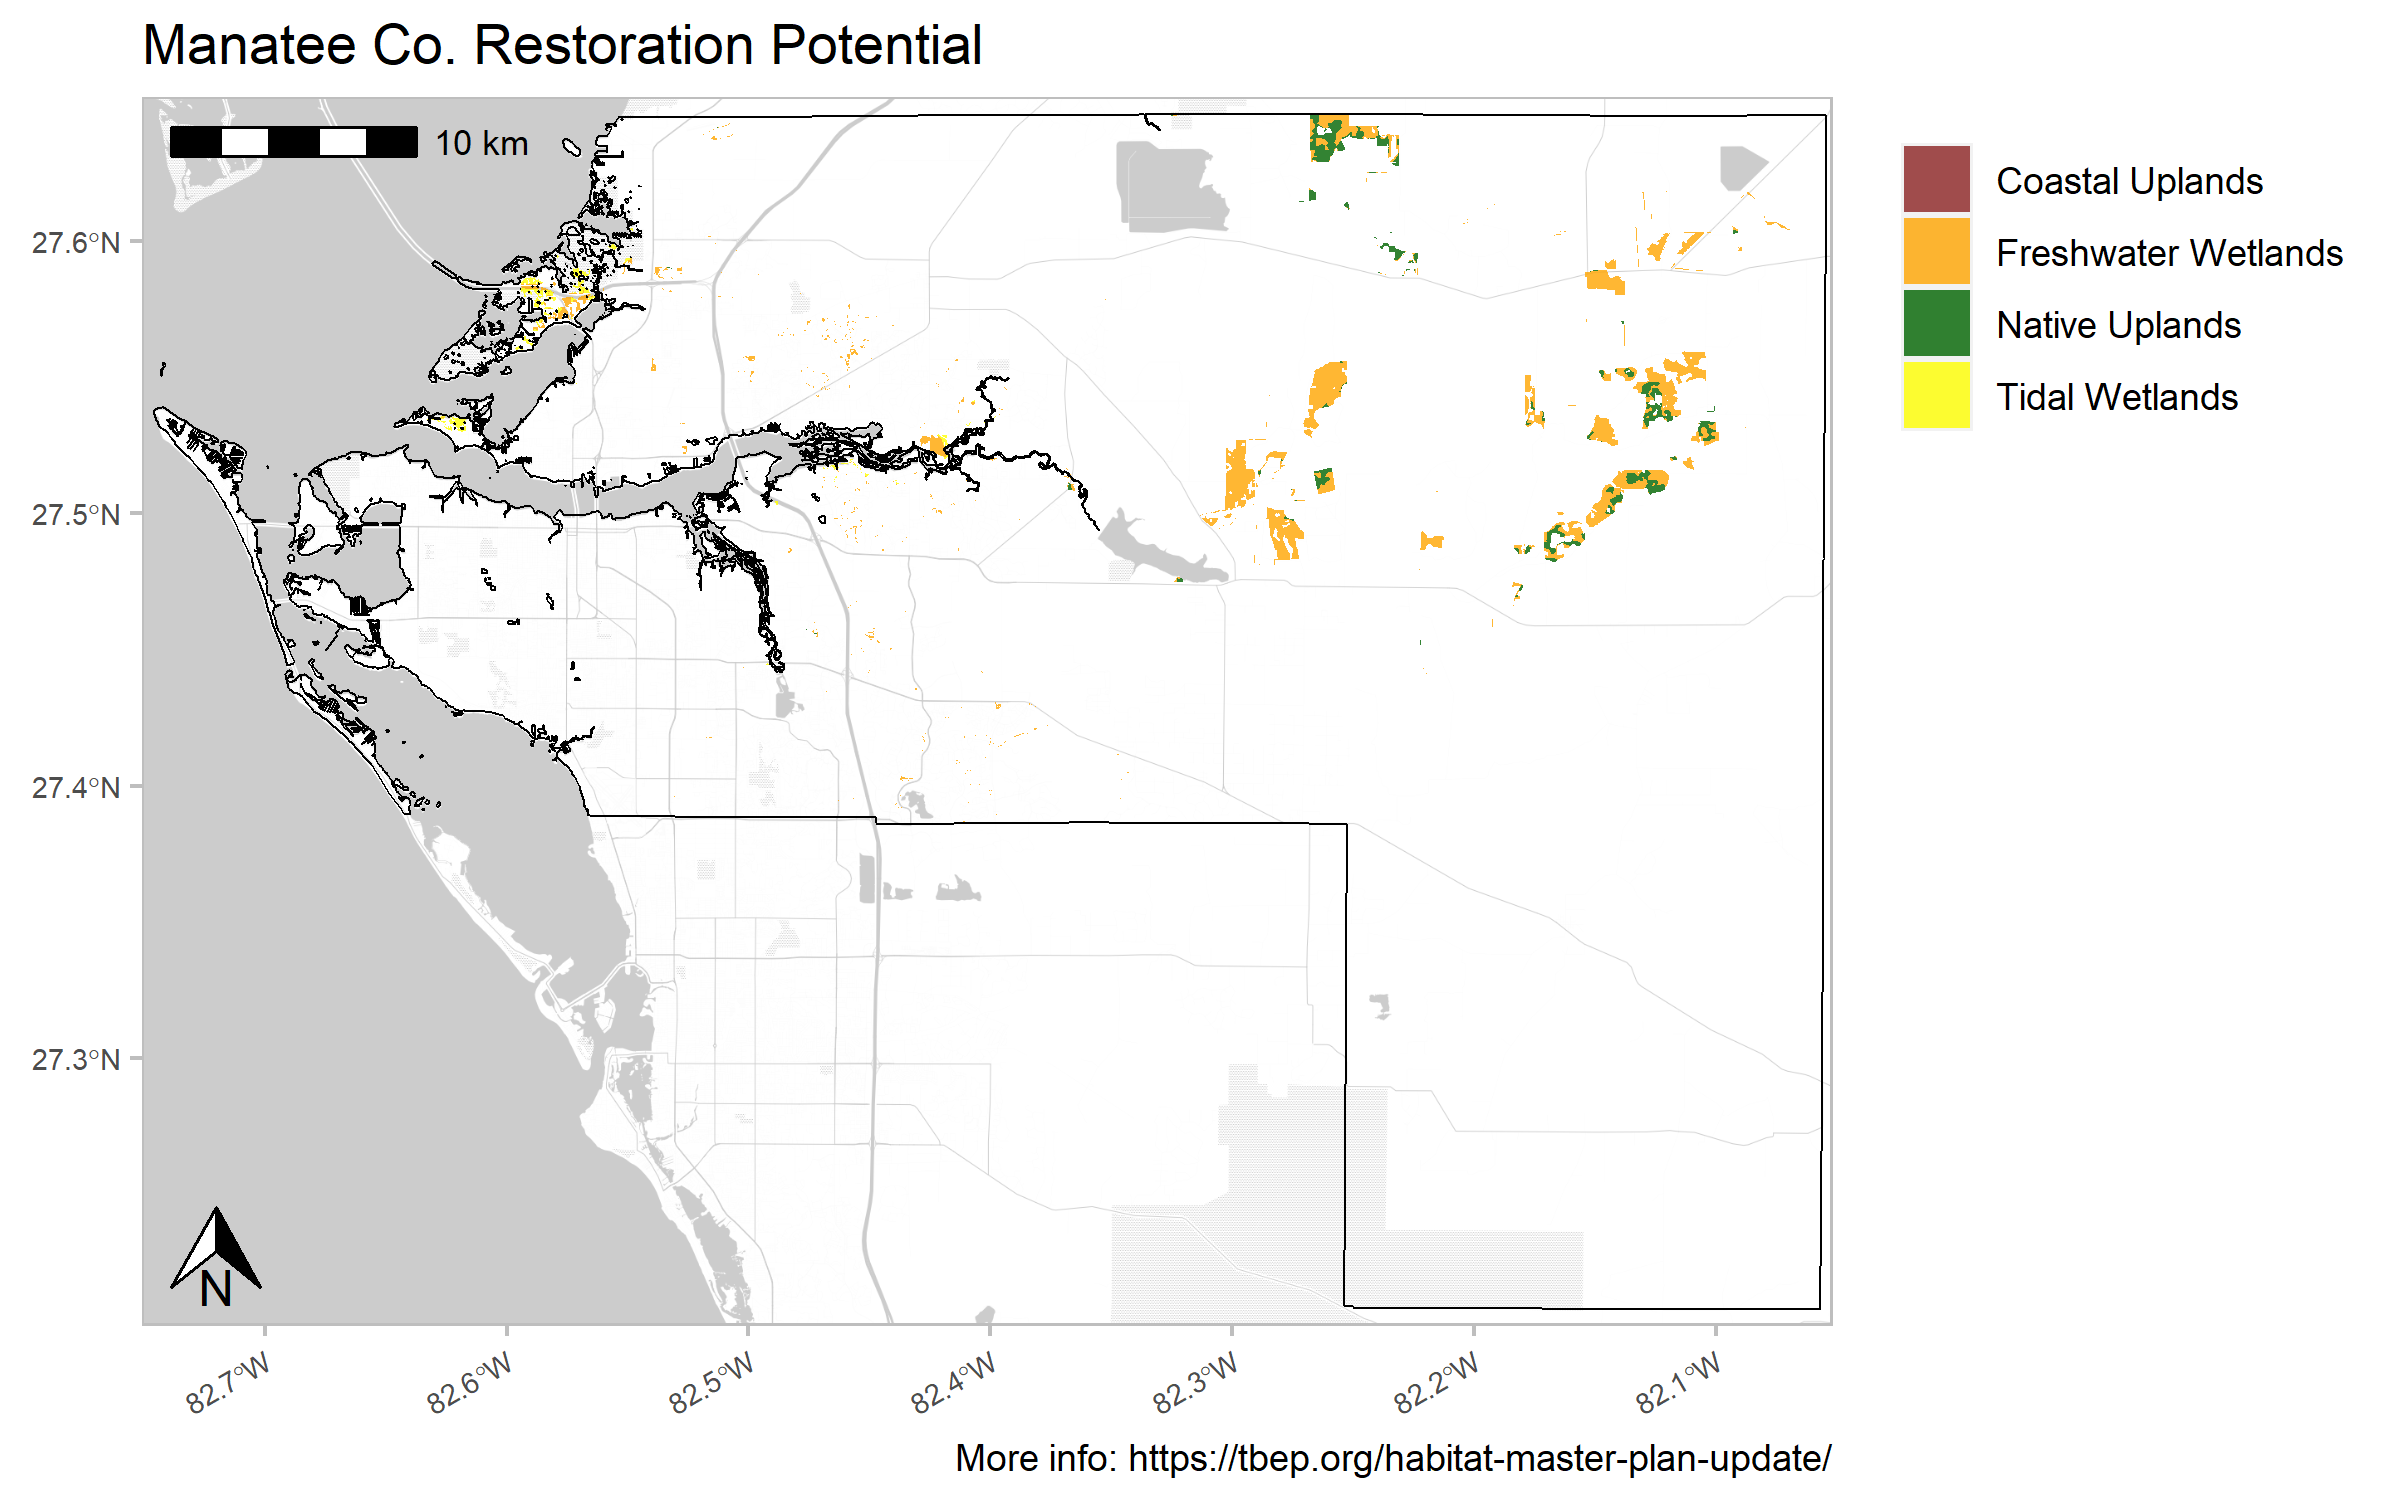 Manatee Co. Restoration Potential
10 km
Coastal Uplands
Freshwater Wetlands
Native Uplands
Tidal Wetlands
27.6°N
27.5°N
27.4°N
27.3°N
N
82.7°W
82.6°W
82.5°W
82.4°W
82.3°W
82.2°W
82.1°W
More info: https://tbep.org/habitat-master-plan-update/